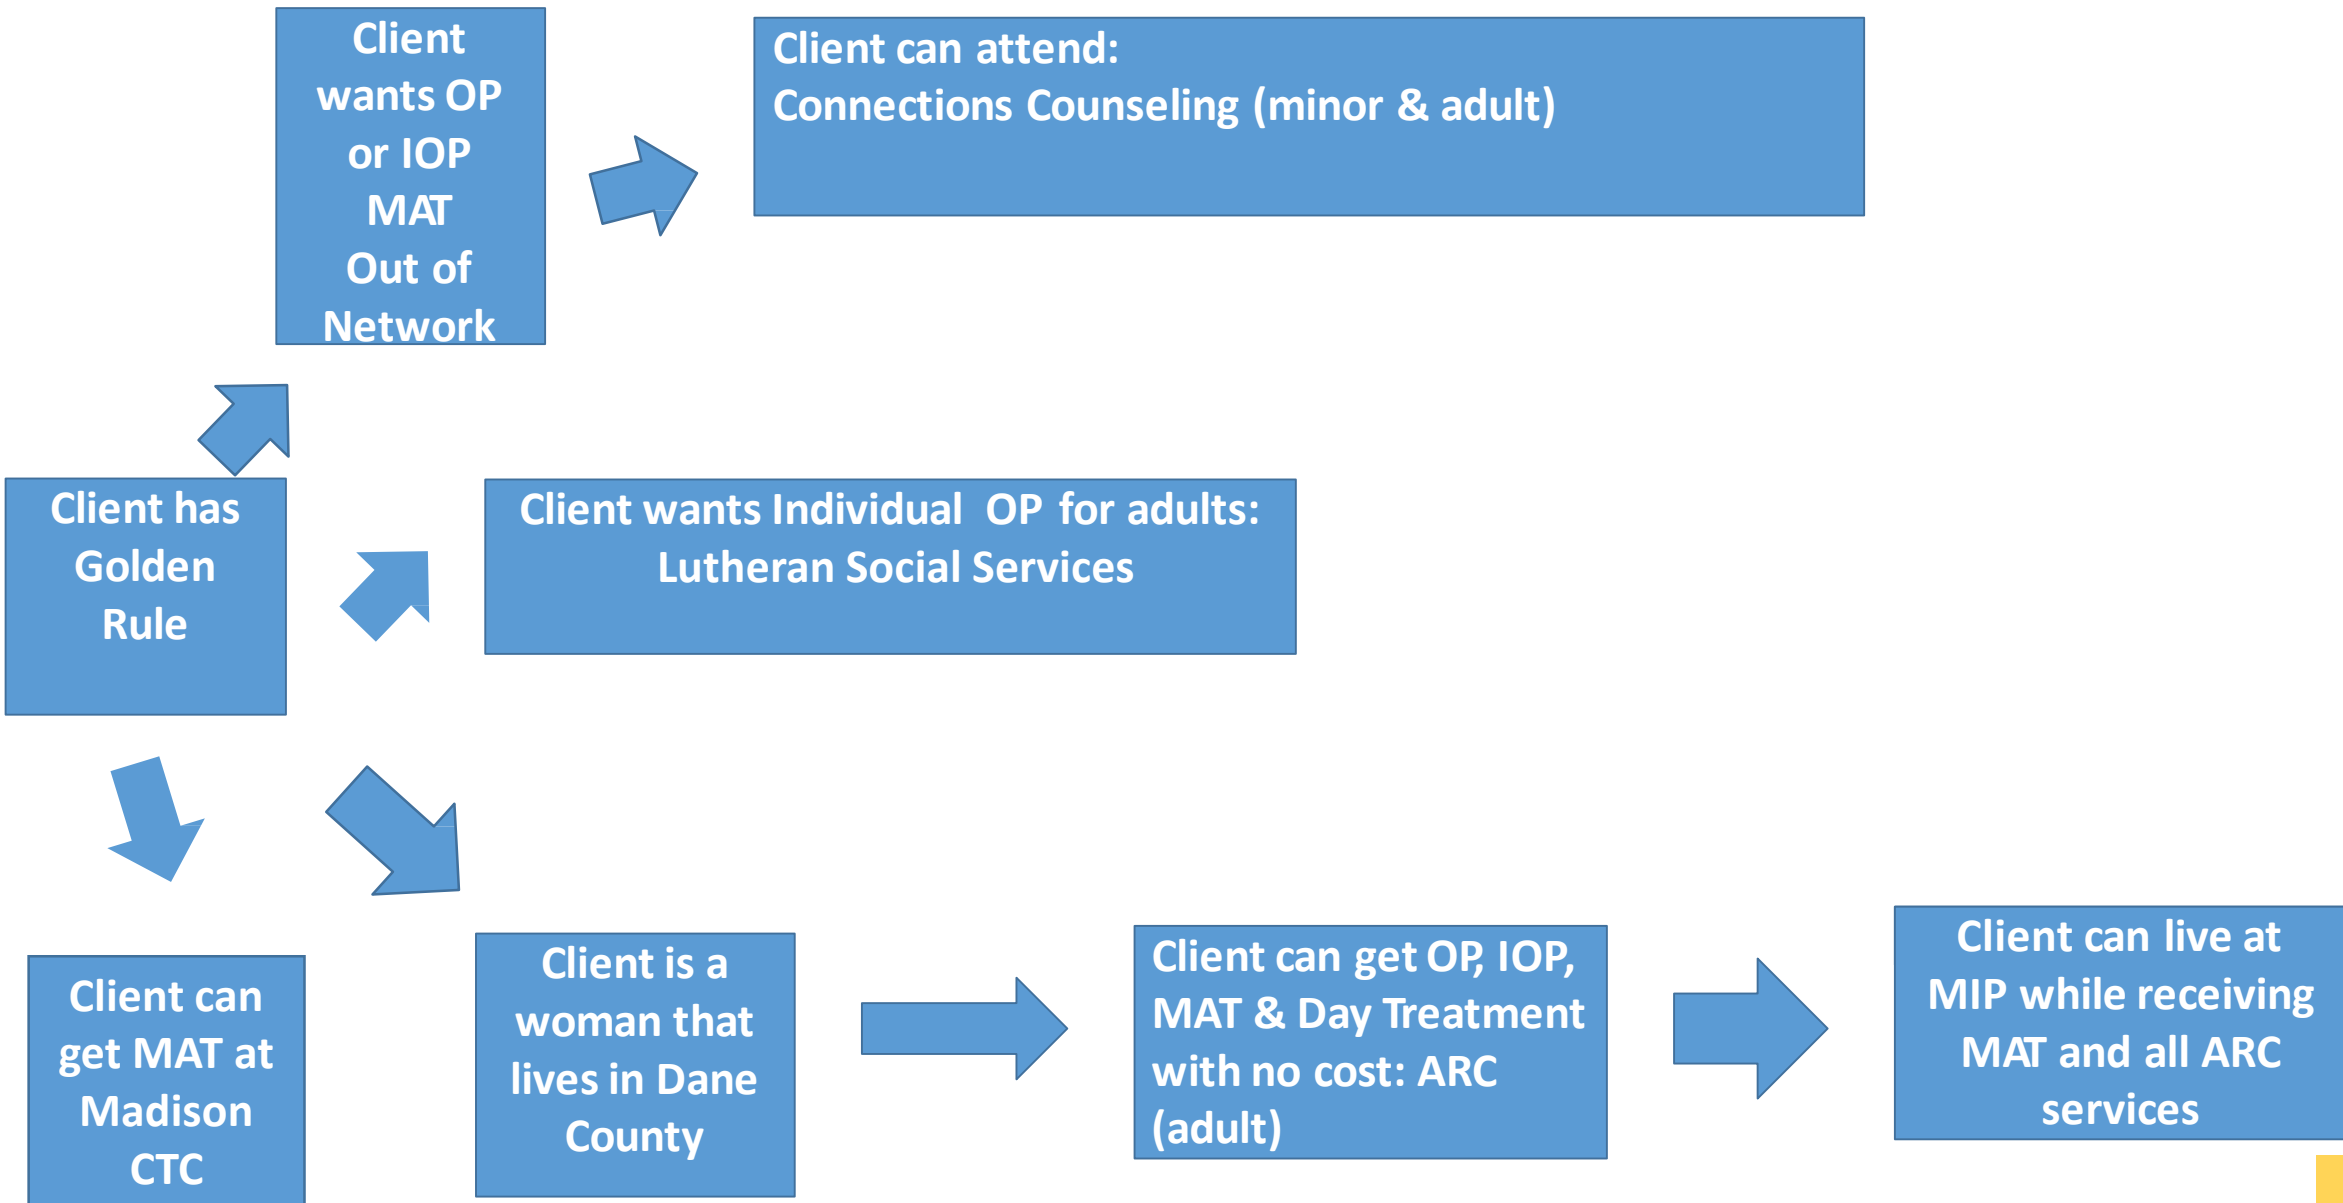 Client
wants OP
or IOP
MAT
Out of
Network
Client can attend:
Connections Counseling (minor & adult)
Client has
Golden
Rule
Client wants Individual OP for adults:
Lutheran Social Services
Client can
get MAT at
Madison
CTC
Client is a
woman that
lives in Dane
County
Client can get OP, IOP,
MAT & Day Treatment
with no cost: ARC
(adult)
Client can live at
MIP while receiving
MAT and all ARC
services